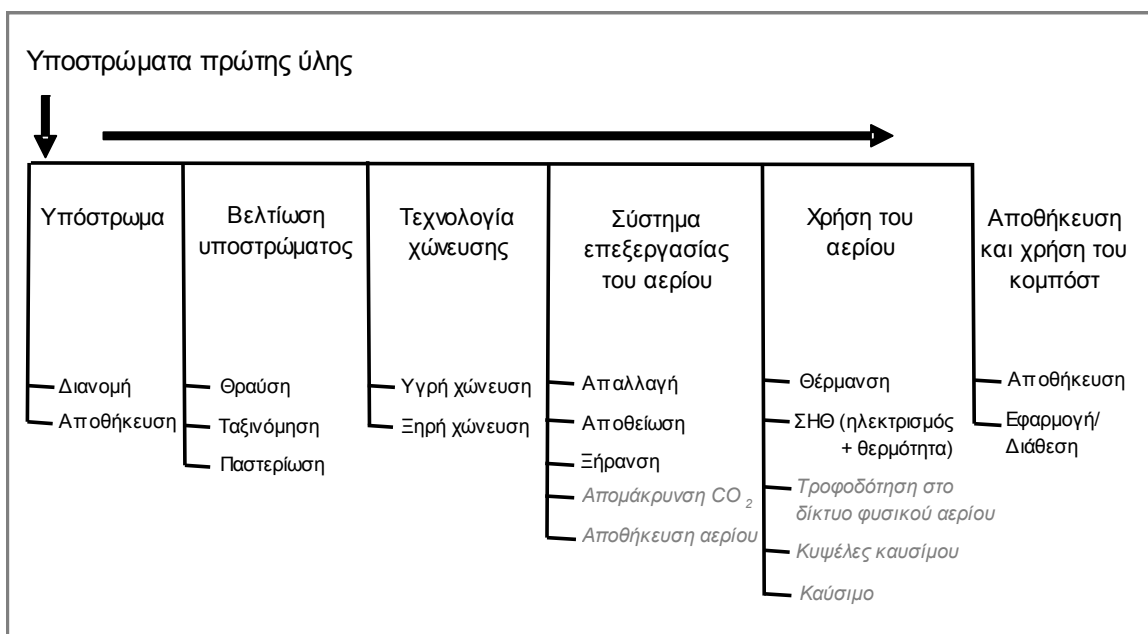 Υποστρώματα πρώτης ύλης
Υπόστρωμα
Διανομή
Αποθήκευση
Βελτίωση
υποστρώματος
Θραύση
Ταξινόμηση
Παστερίωση
Τεχνολογία
χώνευσης
Υγρή χώνευση
Ξηρή χώνευση
Σύστημα
επεξεργασίας
του αερίου
Απαλλαγή
Αποθείωση
Ξήρανση
Απομάκρυνση CO 2
Αποθήκευση αερίου
Χρήση του
αερίου
Θέρμανση
ΣΗΘ (ηλεκτρισμός
+ θερμότητα)
Τροφοδότηση στο
δίκτυο φυσικού αερίου
Κυψέλες καυσίμου
Καύσιμο
Αποθήκευση
και χρήση του
κομπόστ
Αποθήκευση
Εφαρμογή/
Διάθεση